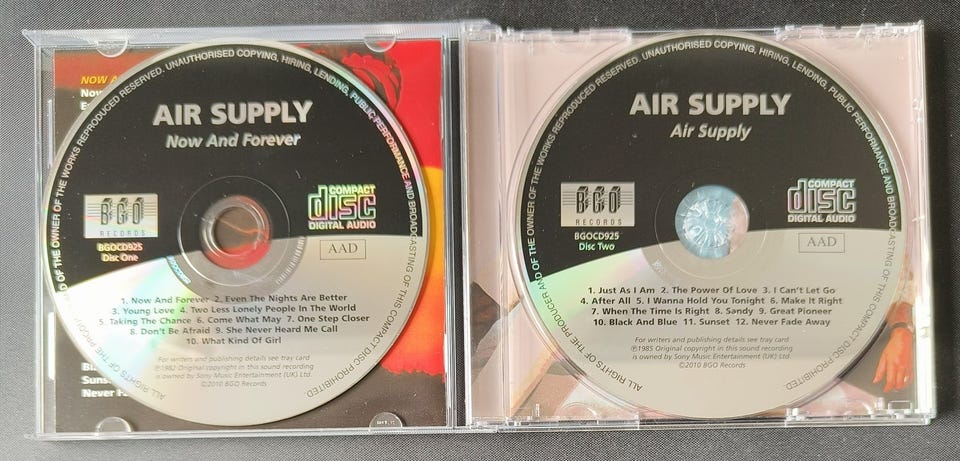 NOW A
Now
AIR SUPPLY
Now And Forever
BGO
RECORDS
BGOCD925
Disc One
COMPACT
disc
DIGITAL AUDIO
AAD
1. Now And Forever 2. Even The Nights Are Better
3. Young Love 4. Two Less Lonely People In The World
5. Taking The Chance 6. Come What May 7. One Step Closer
8. Don't Be Afraid 9. She Never Heard Me Call
10. What Kind Of Girl
For writers and publishing details see tray card
℗1982 Original copyright in this sound recording
is owned by Sony Music Entertainment (UK) Ltd.
©2010 BGO Records
ALL RIGHTS OF THE PRODUCER AND OF THE OWNER OF THE WORKS REPRODUCED RESERVED. UNAUTHORISED COPYING, HIRING, LENDING, PUBLIC PERFORMANCE AND BROADCASTING OF THIS COMPACT DISC PROHIBITED.
Never
AIR SUPPLY
Air Supply
BGO
RECORDS
BGOCD925
Disc Two
COMPACT
disc
DIGITAL AUDIO
AAD
1. Just As I Am 2. The Power Of Love 3. I Can't Let Go
4. After All 5. I Wanna Hold You Tonight 6. Make It Right
7. When The Time Is Right 8. Sandy 9. Great Pioneer
10. Black And Blue 11. Sunset 12. Never Fade Away
For writers and publishing details see tray card
℗1985 Original copyright in this sound recording
is owned by Sony Music Entertainment (UK) Ltd.
©2010 BGO Records
ALL RIGHTS OF THE PRODUCER AND OF THE OWNER OF THE WORKS REPRODUCED RESERVED. UNAUTHORISED COPYING, HIRING, LENDING, PUBLIC PERFORMANCE AND BROADCASTING OF THIS COMPACT DISC PROHIBITED.